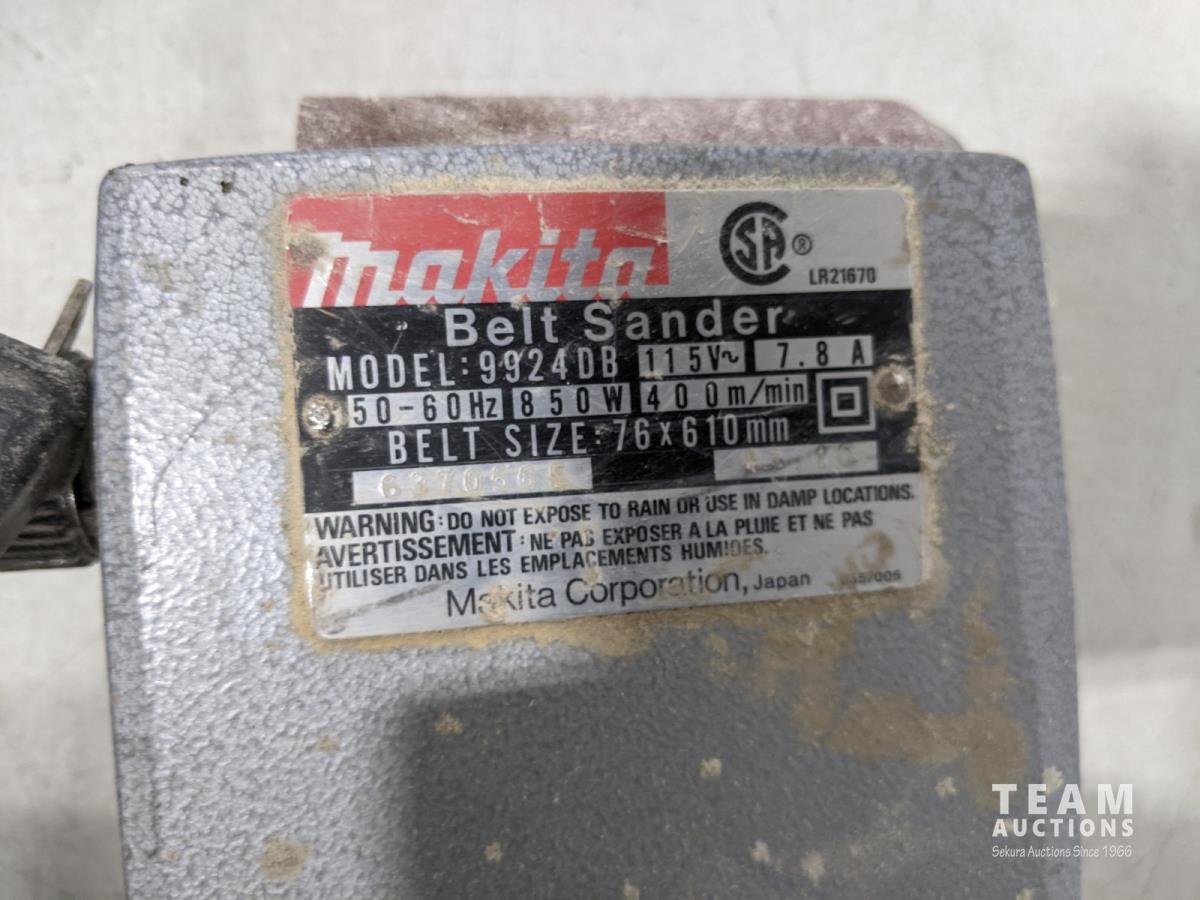 makita
CSA ® LR21670
Belt Sander
MODEL: 9924DB 115V~ 7.8 A
50-60Hz 850W 400m/min
BELT SIZE: 76x610mm
WARNING: DO NOT EXPOSE TO RAIN OR USE IN DAMP LOCATIONS.
AVERTISSEMENT: NE PAS EXPOSER A LA PLUIE ET NE PAS
UTILISER DANS LES EMPLACEMENTS HUMIDES.
Makita Corporation, Japan
TEAM
AUCTIONS
Sekura Auctions Since 1966